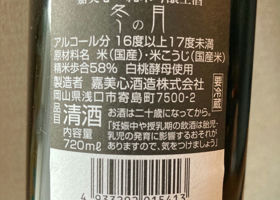 冬の月
アルコール分 16度以上17度未満
原材料名 米(国産)・米こうじ(国産米)
精米歩合58% 白桃酵母使用
製造者 嘉美心酒造株式会社
岡山県浅口市寄島町7500-2
品目 清酒
内容量 720ml
お酒は二十歳になってから。
「妊娠中や授乳期の飲酒は胎児・
乳児の発育に影響するおそれが
ありますので、気をつけましょう」
要冷蔵
4 933202 015413